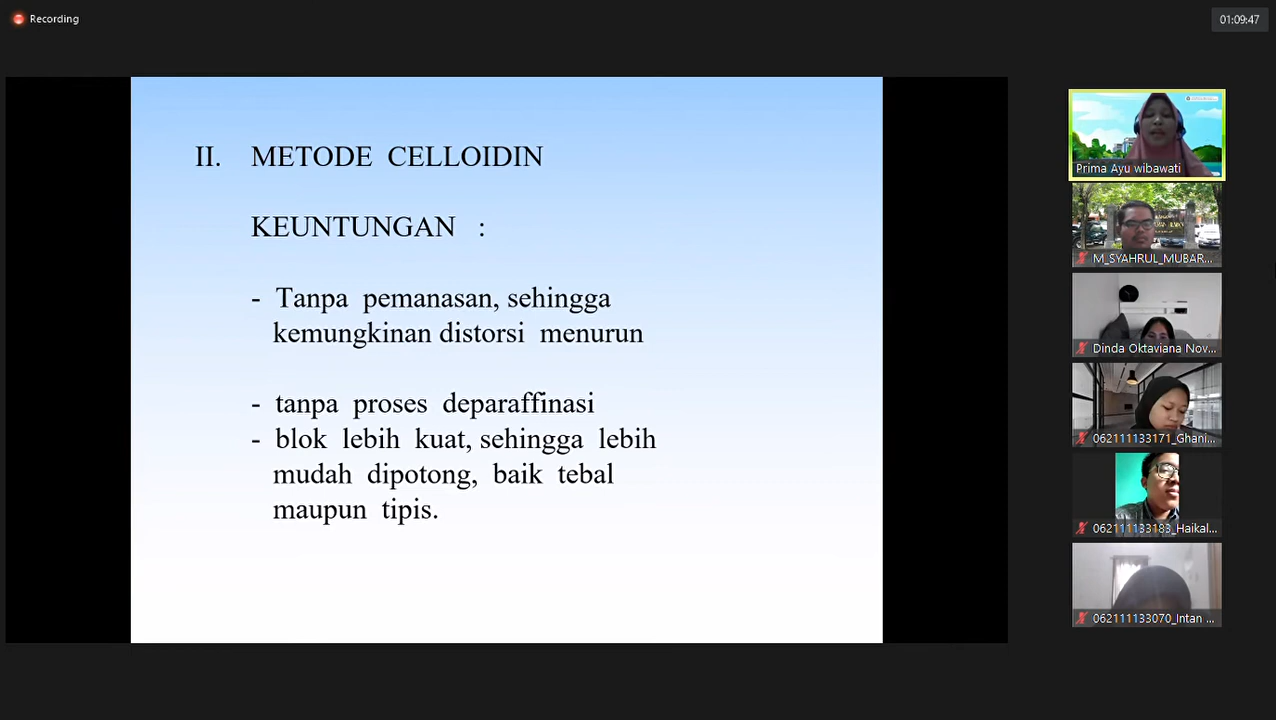 Recording
01:09:47
II. METODE CELLOIDIN
KEUNTUNGAN :
- Tanpa pemanasan, sehingga
kemungkinan distorsi menurun
- tanpa proses deparaffinasi
- blok lebih kuat, sehingga lebih
mudah dipotong, baik tebal
maupun tipis.
Prima Ayu wibawati
M_SYAHRUL_MUBAR...
Dinda Oktaviana Nov...
062111133171_Ghani...
062111133183_Haikal...
062111133070_Intan ...